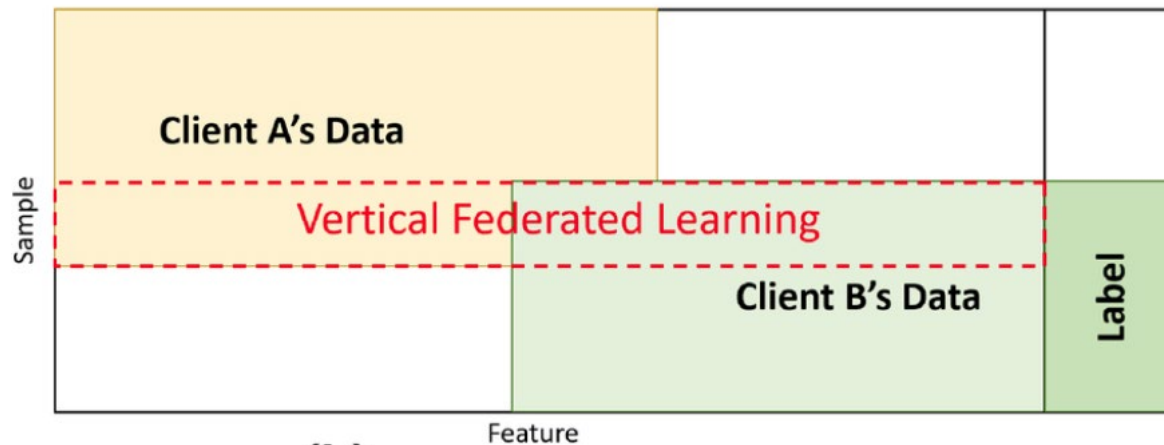 Client A's Data
Sample
Vertical Federated Learning
Client B's Data
Label
Feature